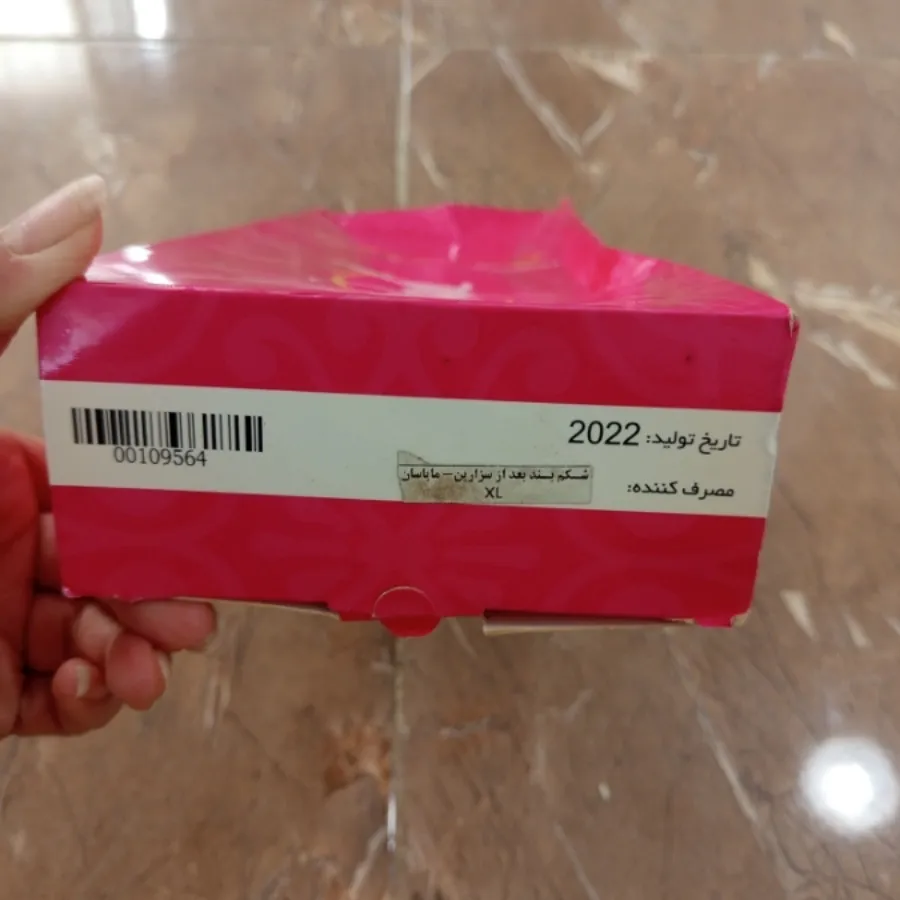 تاریخ تولید: 2022
00109564
شکم بند بعد از سزارین – ماباسان
XL
مصرف کننده: